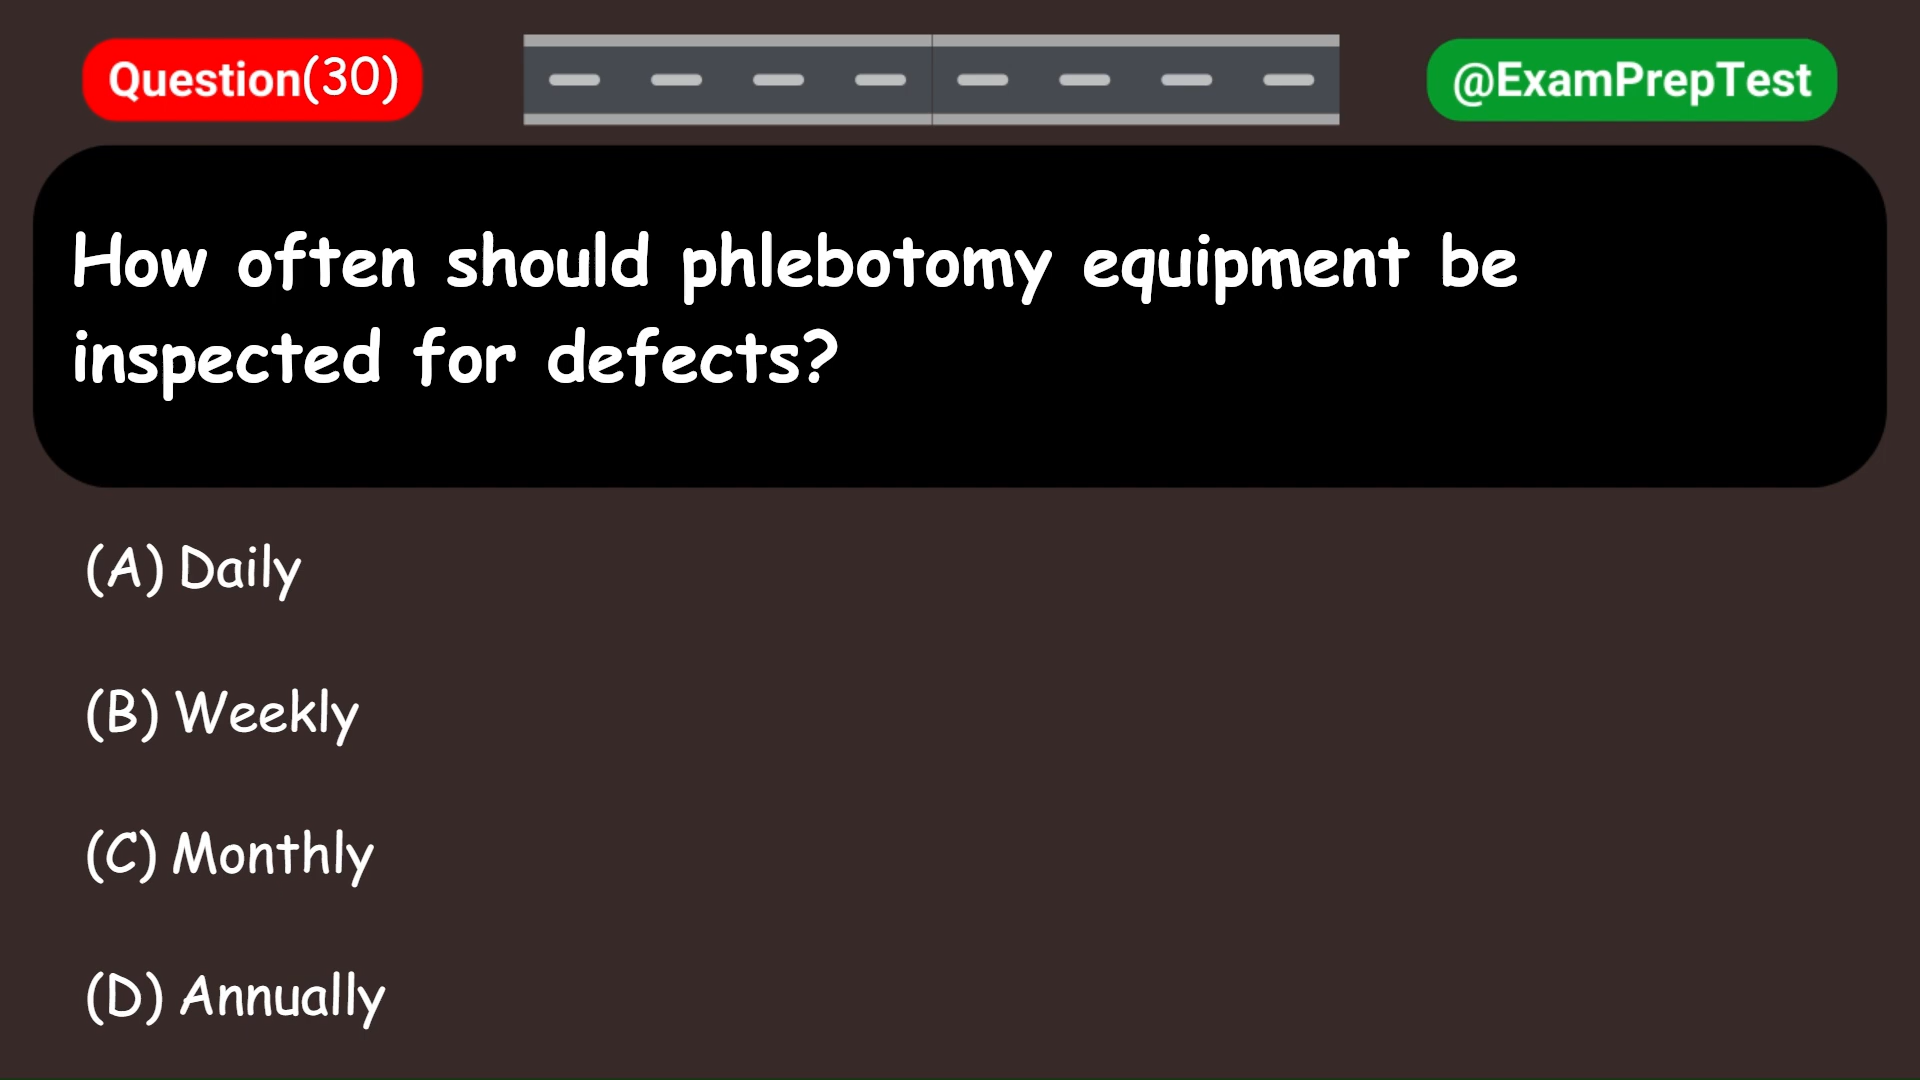 Question(30)
@ExamPrepTest
How often should phlebotomy equipment be
inspected for defects?
(A) Daily
(B) Weekly
(C) Monthly
(D) Annually